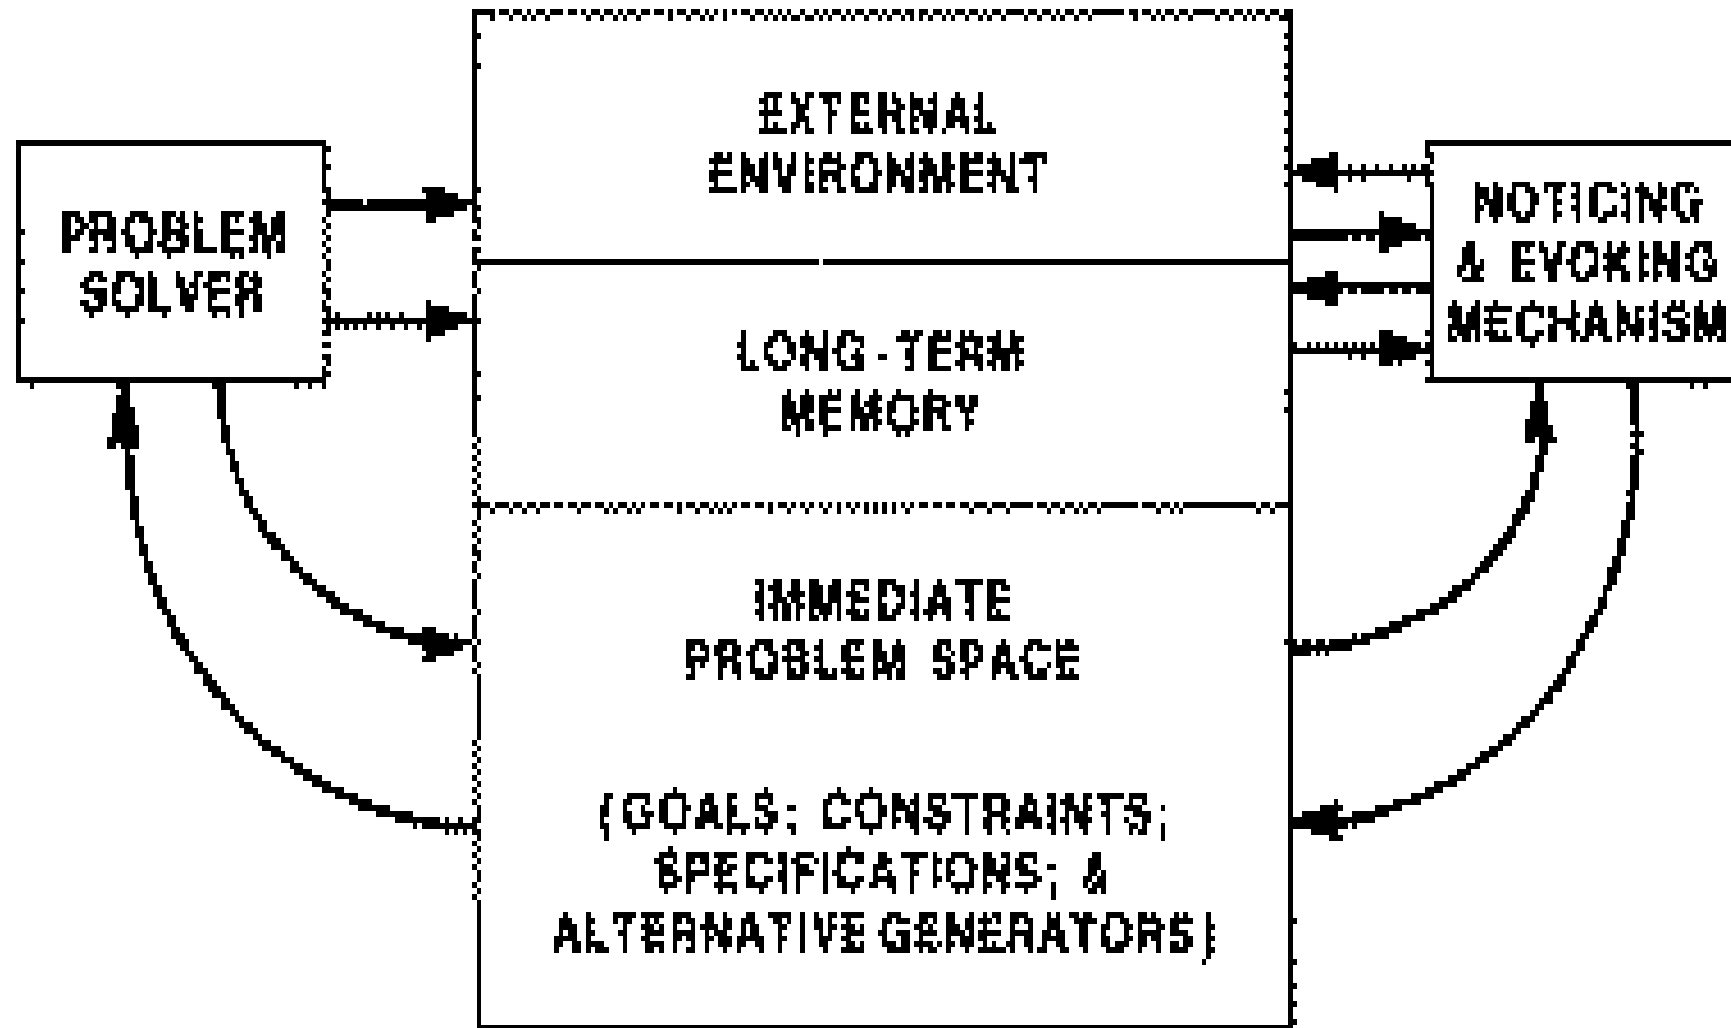 PROBLEM
SOLVER
EXTERNAL
ENVIRONMENT
LONG-TERM
MEMORY
IMMEDIATE
PROBLEM SPACE
(GOALS; CONSTRAINTS;
SPECIFICATIONS; &
ALTERNATIVE GENERATORS)
NOTICING
& EVOKING
MECHANISM